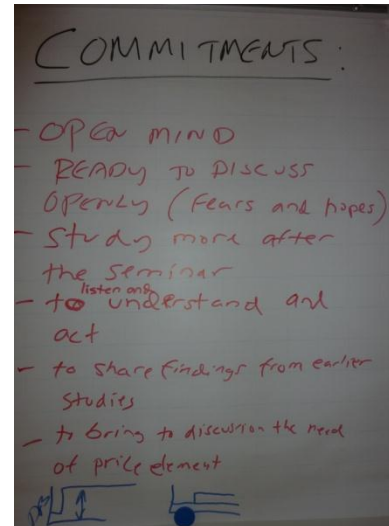 COMMITMENTS:
- OPEN MIND
- READY TO DISCUSS
OPENLY (Fears and hopes)
- Study more after
the seminar
listen and
- to understand and
act
- to share findings from earlier
studies
- to bring to discussion the need
of price element